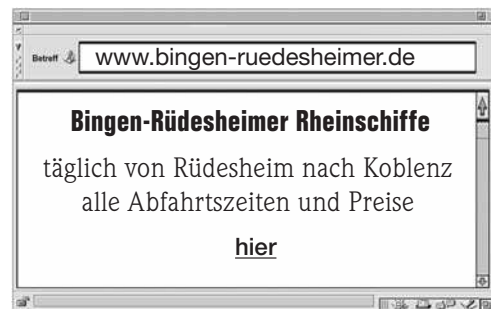 Betreff
www.bingen-ruedesheimer.de
Bingen-Rüdesheimer Rheinschiffe
täglich von Rüdesheim nach Koblenz
alle Abfahrtszeiten und Preise
hier